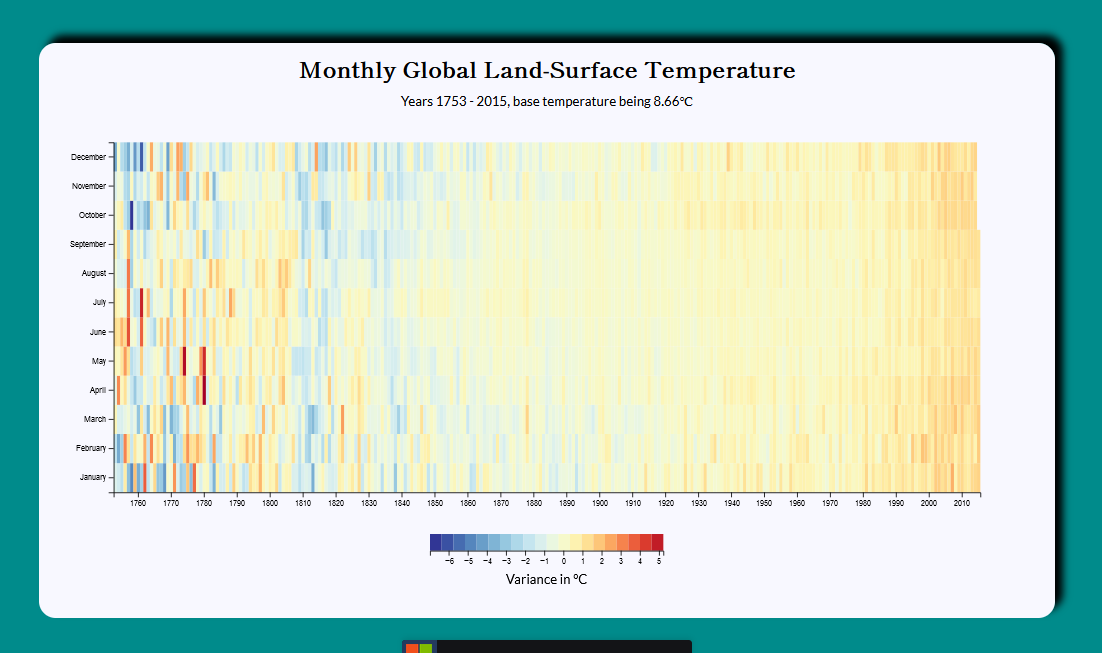 Monthly Global Land-Surface Temperature
Years 1753 - 2015, base temperature being 8.66°C
December
November
October
September
August
July
June
May
April
March
February
January
1760 1770 1780 1790 1800 1810 1820 1830 1840 1850 1860 1870 1880 1890 1900 1910 1920 1930 1940 1950 1960 1970 1980 1990 2000 2010
−6 −5 −4 −3 −2 −1 0 1 2 3 4 5
Variance in °C